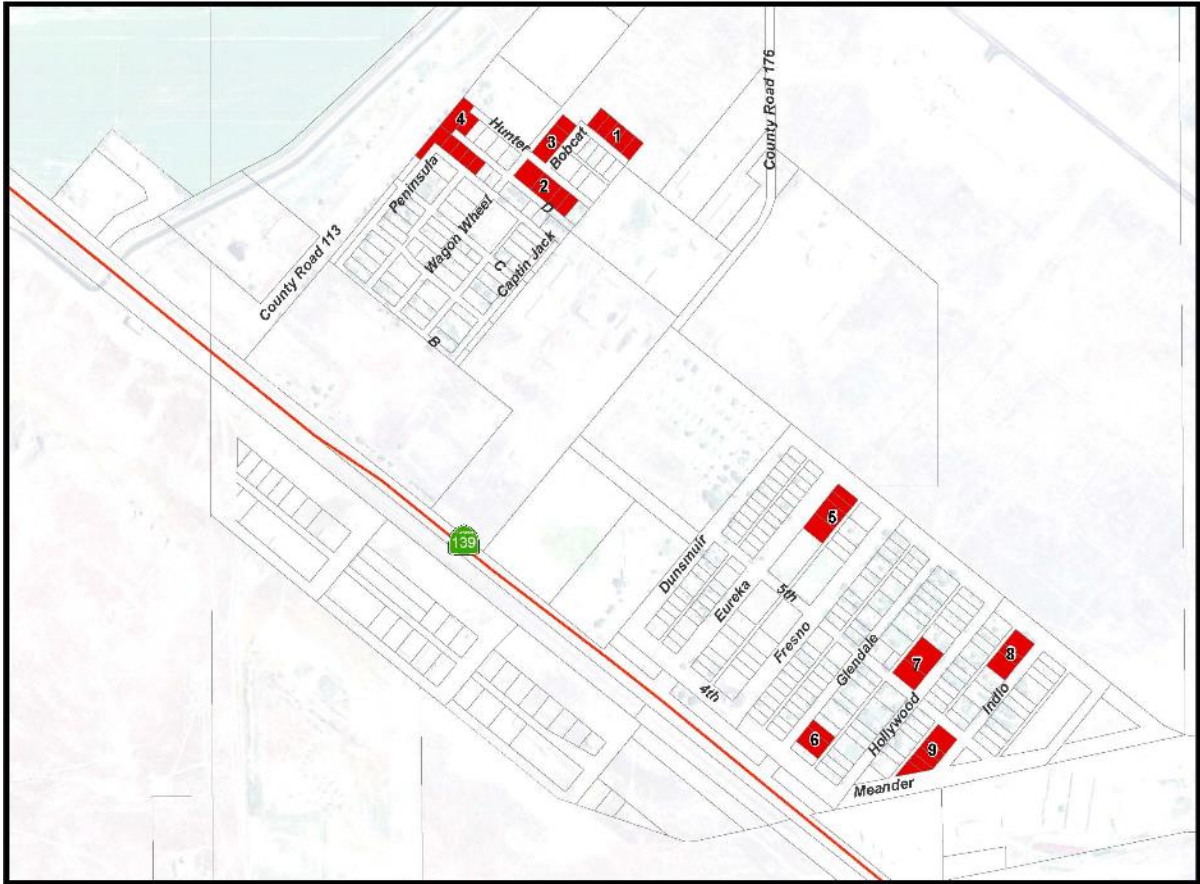 County Road 176
4
Hunter
3
Bobcat
1
2
Peninsula
D
Wagon Wheel
C
Captin Jack
County Road 113
B
139
5
Dunsmuir
5th
Eureka
Fresno
Glendale
7
8
4th
Indio
6
Hollywood
9
Meander